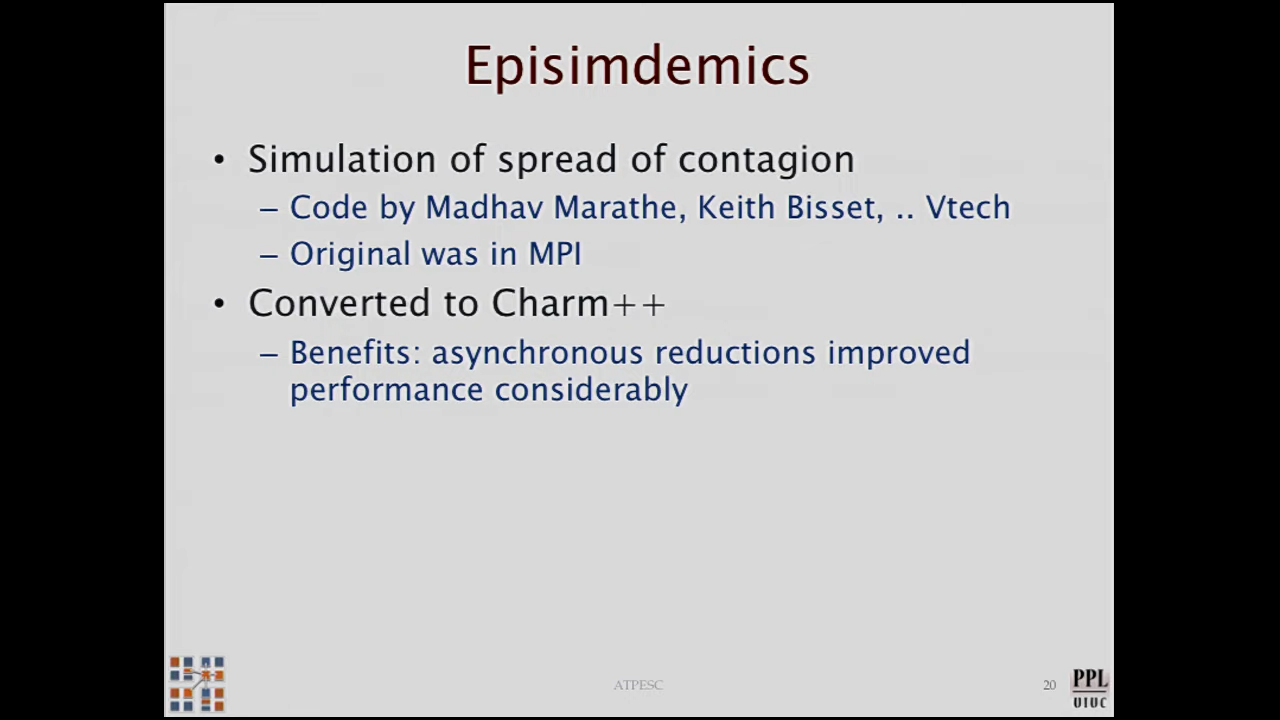 Episimdemics
• Simulation of spread of contagion
– Code by Madhav Marathe, Keith Bisset, .. Vtech
– Original was in MPI
• Converted to Charm++
– Benefits: asynchronous reductions improved
performance considerably
ATPESC
20
PPL
UIUC